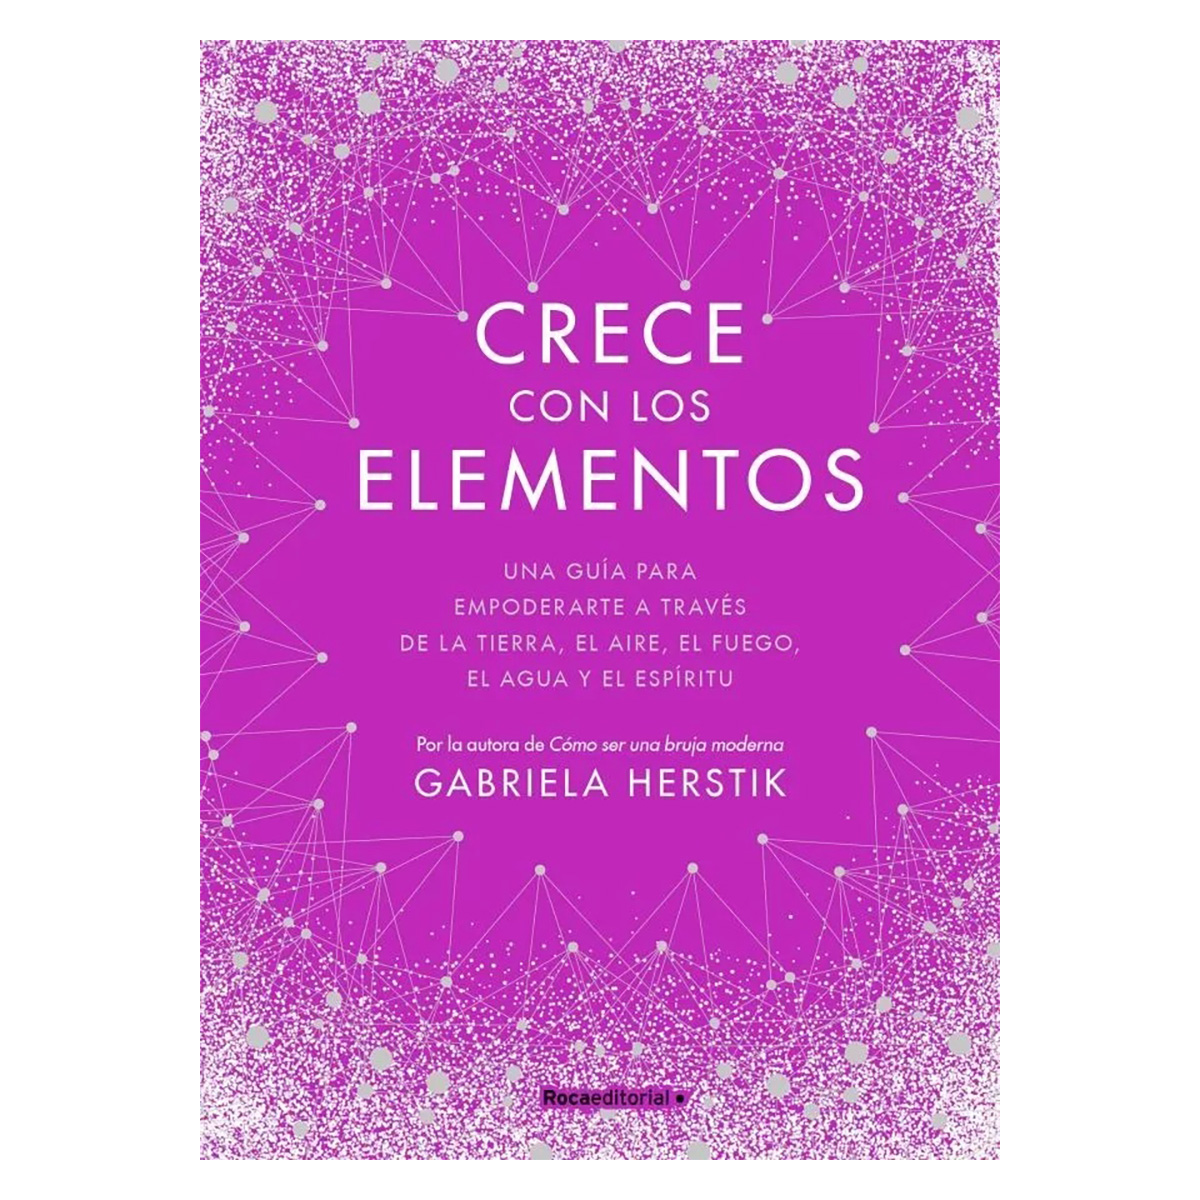 CRECE
CON LOS
ELEMENTOS
UNA GUÍA PARA
EMPODERARTE A TRAVÉS
DE LA TIERRA, EL AIRE, EL FUEGO,
EL AGUA Y EL ESPÍRITU
Por la autora de Cómo ser una bruja moderna
GABRIELA HERSTIK
Rocaeditorial